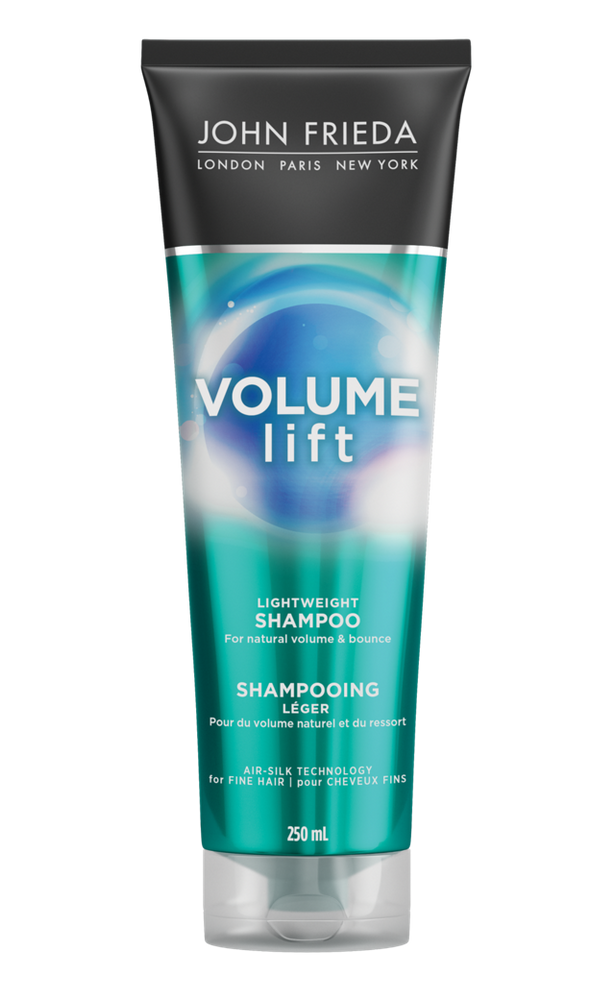 JOHN FRIEDA
LONDON PARIS NEW YORK
VOLUME
lift
LIGHTWEIGHT
SHAMPOO
For natural volume & bounce
SHAMPOOING
LÉGER
Pour du volume naturel et du ressort
AIR-SILK TECHNOLOGY
for FINE HAIR | pour CHEVEUX FINS
250 mL